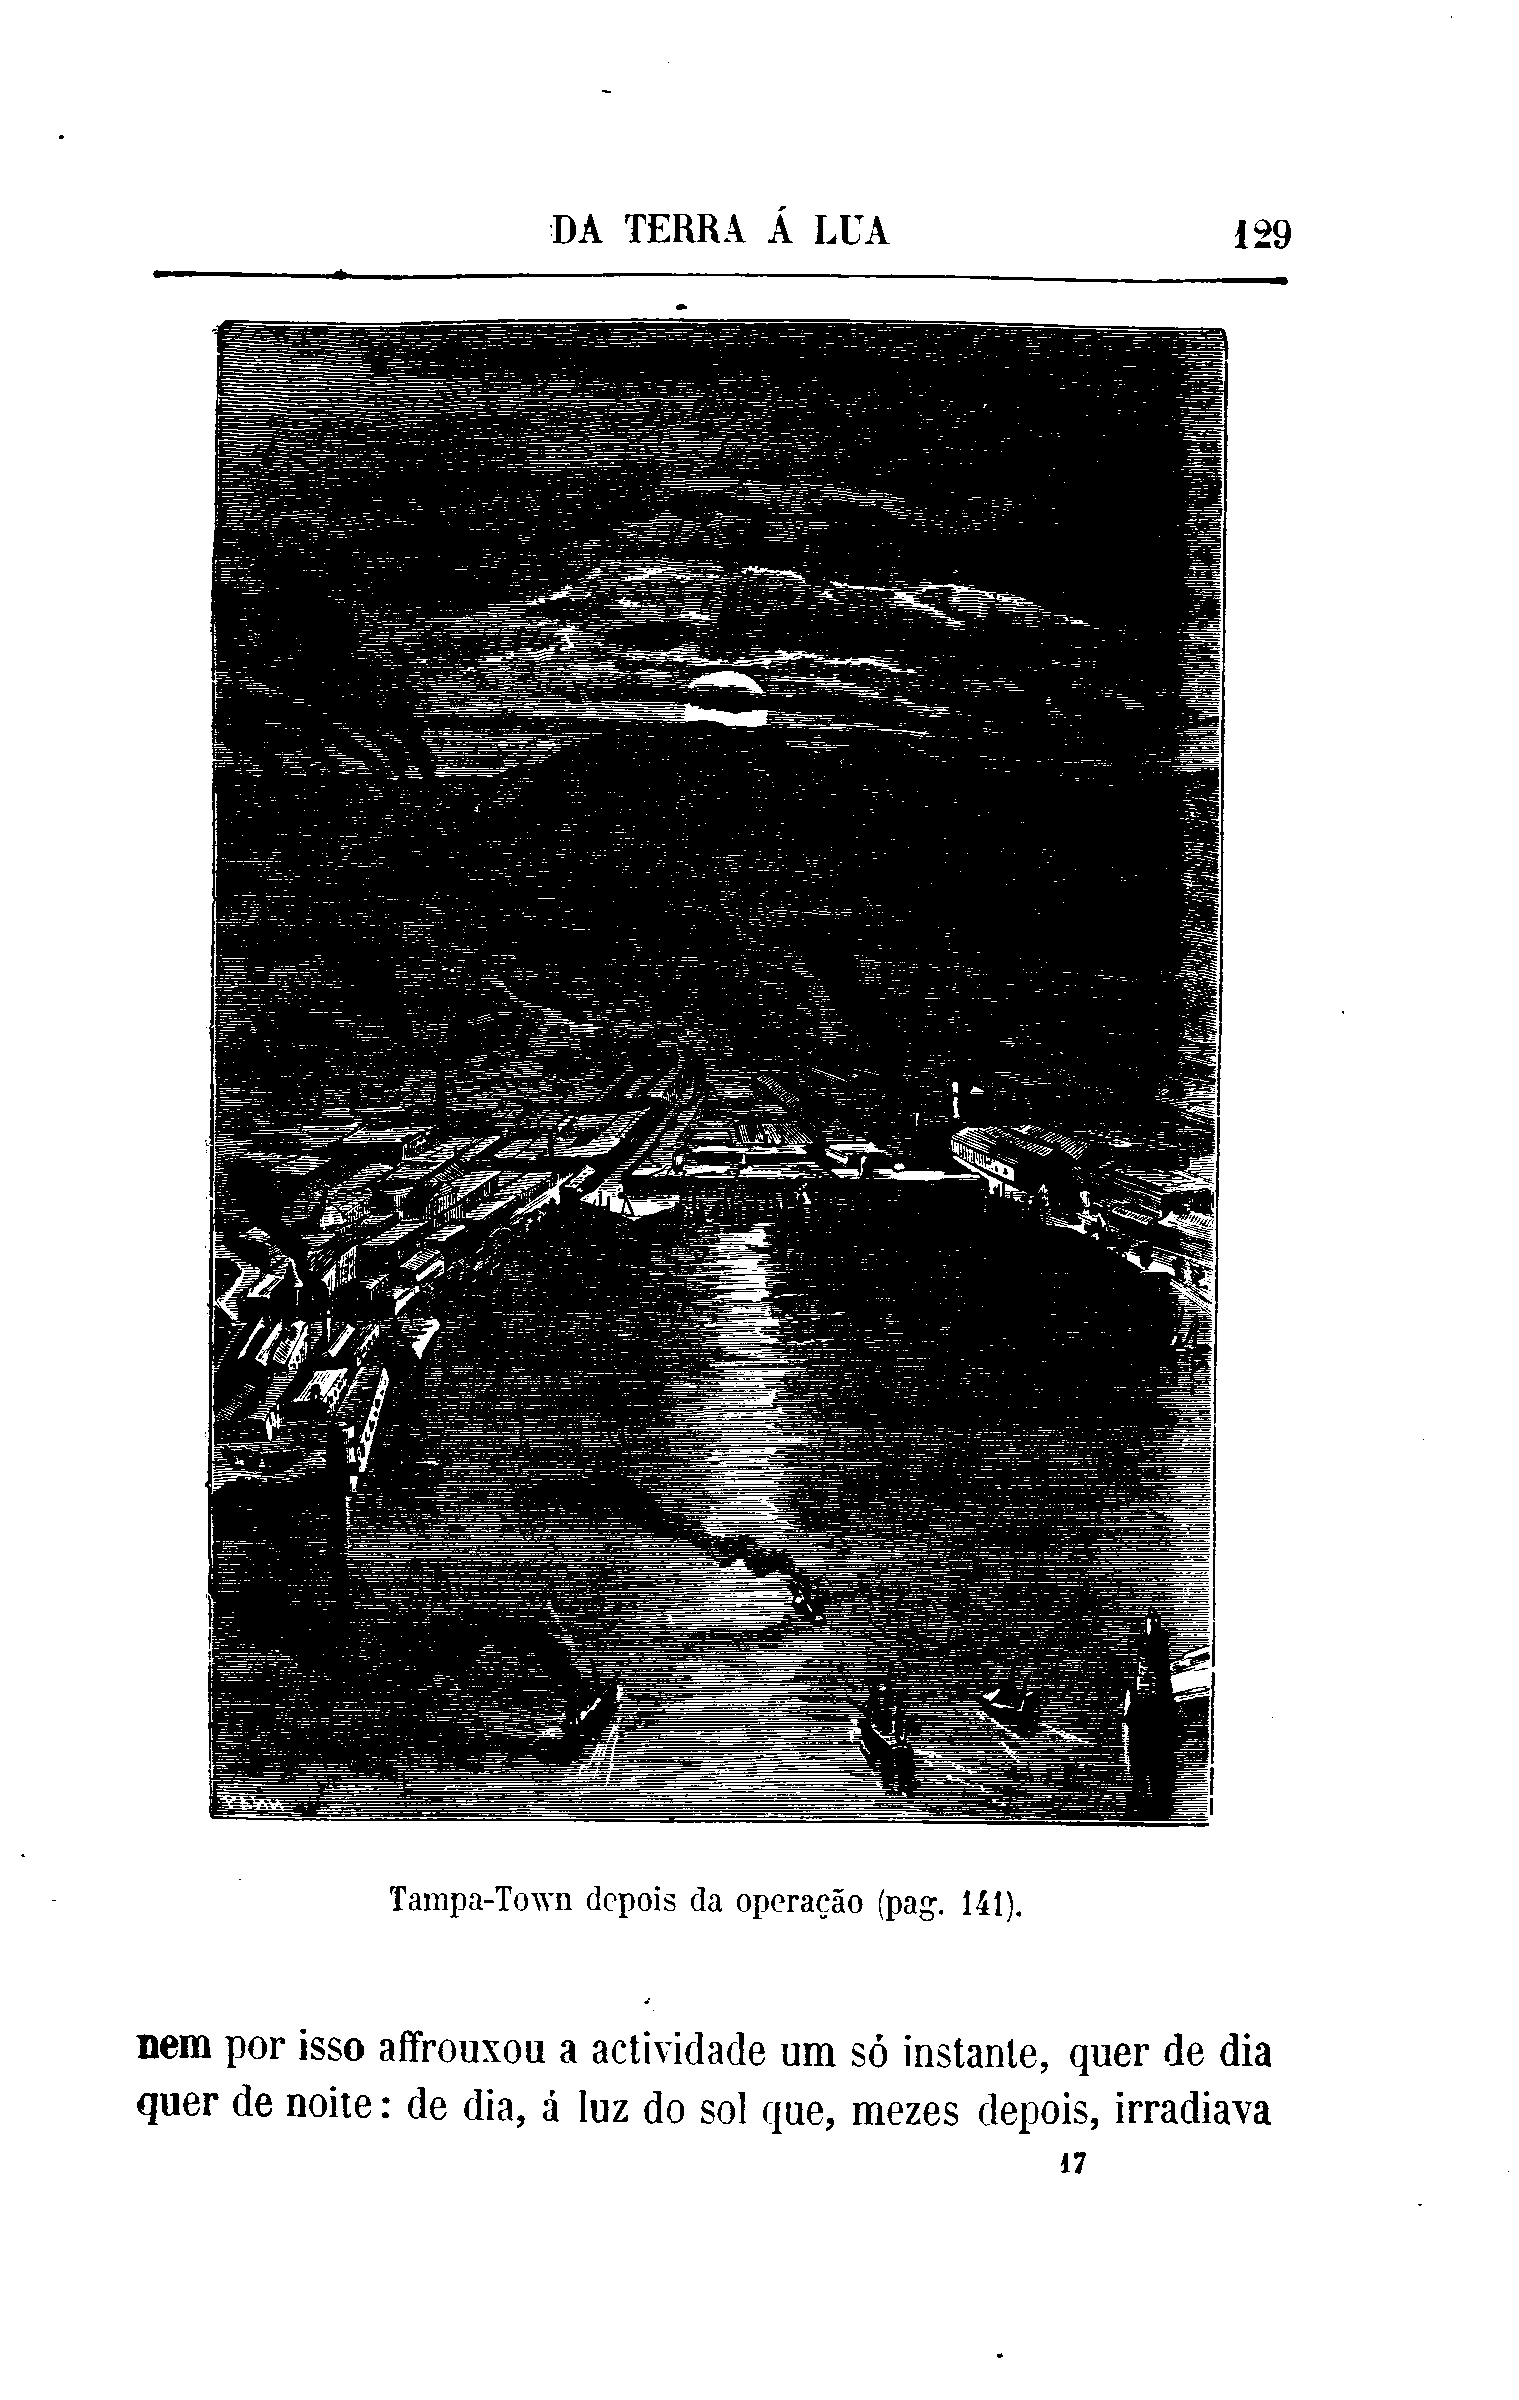 DA TERRA Á LUA 129
Tampa-Town depois da operação (pag. 141).
nem por isso affrouxou a actividade um só instante, quer de dia
quer de noite: de dia, á luz do sol que, mezes depois, irradiava
17